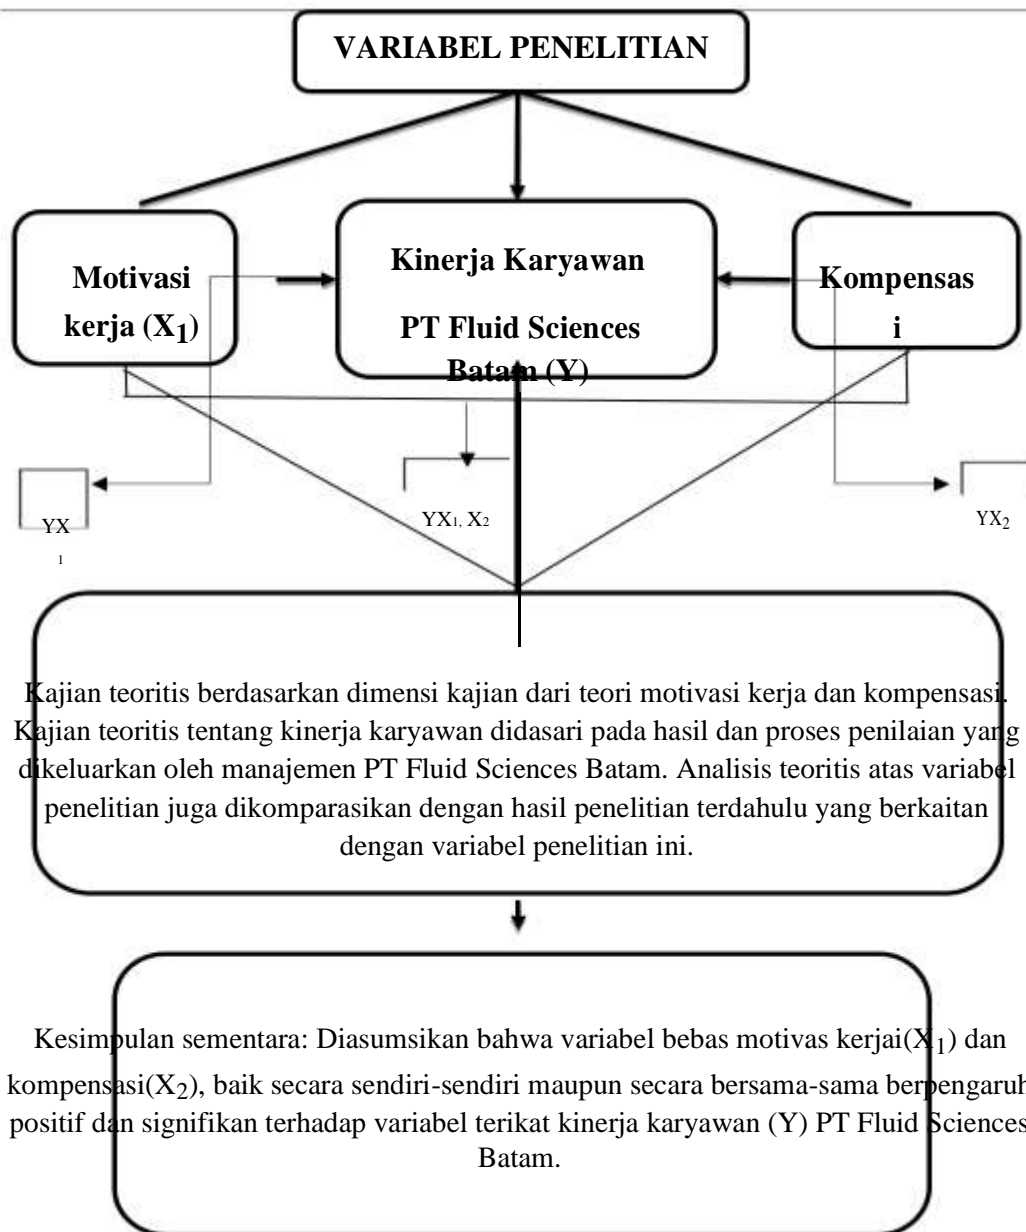 VARIABEL PENELITIAN
Motivasi
kerja (X1)
Kinerja Karyawan
PT Fluid Sciences
Batam (Y)
Kompensas
i
YX
1
YX1, X2
YX2
Kajian teoritis berdasarkan dimensi kajian dari teori motivasi kerja dan kompensasi.
Kajian teoritis tentang kinerja karyawan didasari pada hasil dan proses penilaian yang
dikeluarkan oleh manajemen PT Fluid Sciences Batam. Analisis teoritis atas variabel
penelitian juga dikomparasikan dengan hasil penelitian terdahulu yang berkaitan
dengan variabel penelitian ini.
Kesimpulan sementara: Diasumsikan bahwa variabel bebas motivas kerjai(X1) dan
kompensasi(X2), baik secara sendiri-sendiri maupun secara bersama-sama berpengaruh
positif dan signifikan terhadap variabel terikat kinerja karyawan (Y) PT Fluid Sciences
Batam.